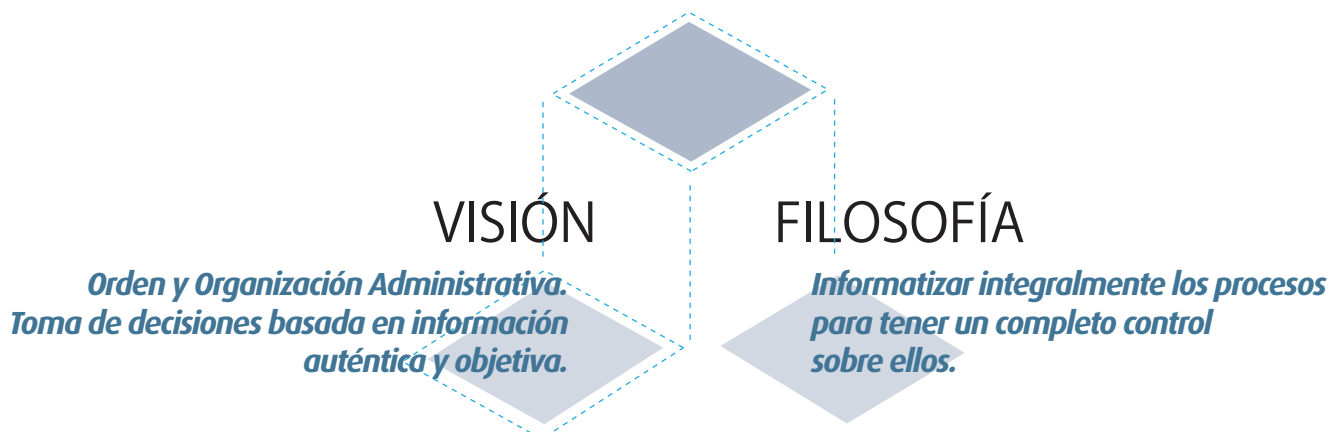 VISIÓN
Orden y Organización Administrativa.
Toma de decisiones basada en información
auténtica y objetiva.
FILOSOFÍA
Informatizar integralmente los procesos
para tener un completo control
sobre ellos.